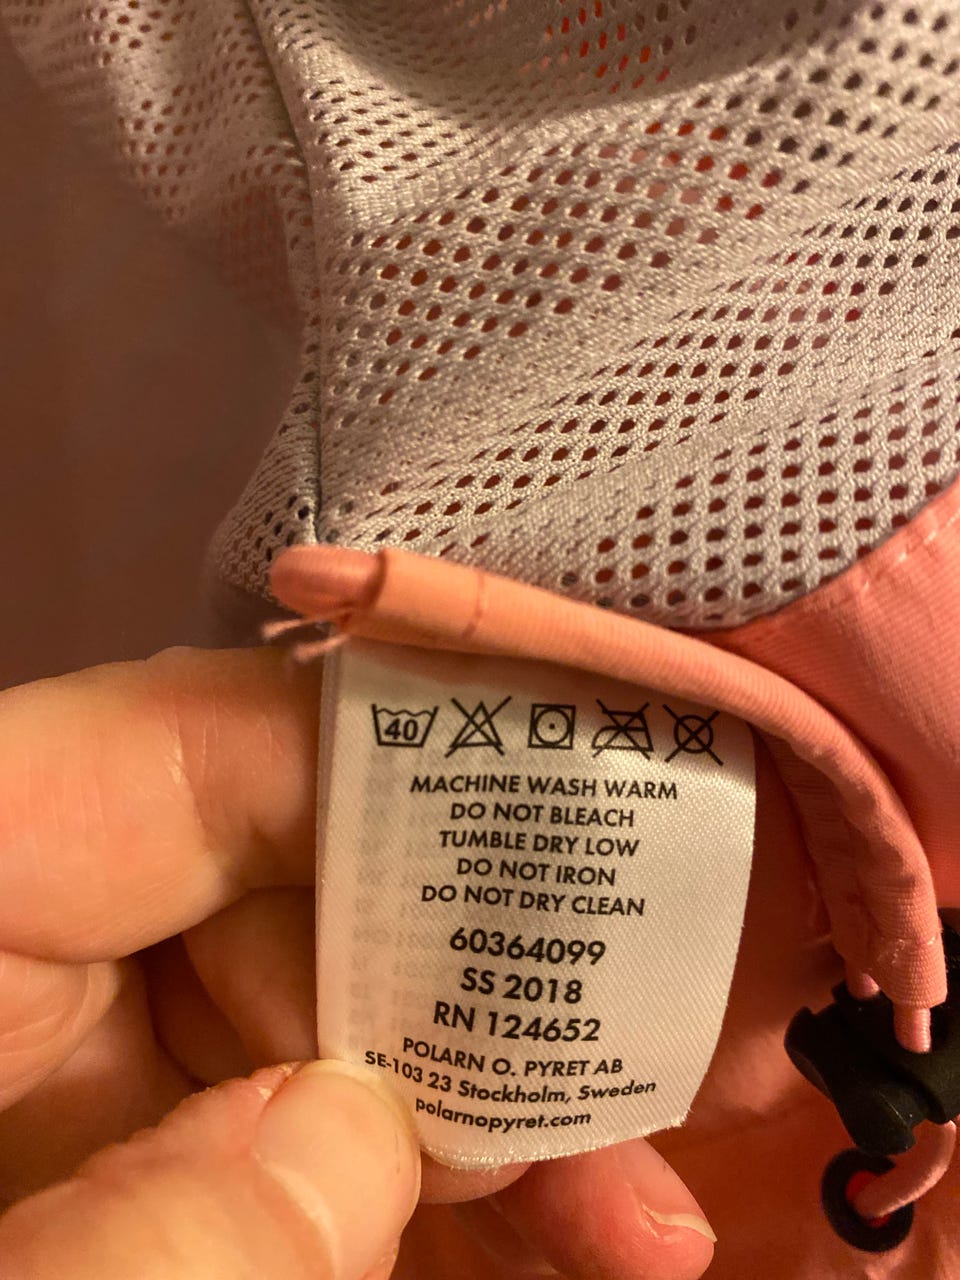 40
MACHINE WASH WARM
DO NOT BLEACH
TUMBLE DRY LOW
DO NOT IRON
DO NOT DRY CLEAN
60364099
SS 2018
RN 124652
POLARN O. PYRET AB
SE-103 23 Stockholm, Sweden
polarnopyret.com